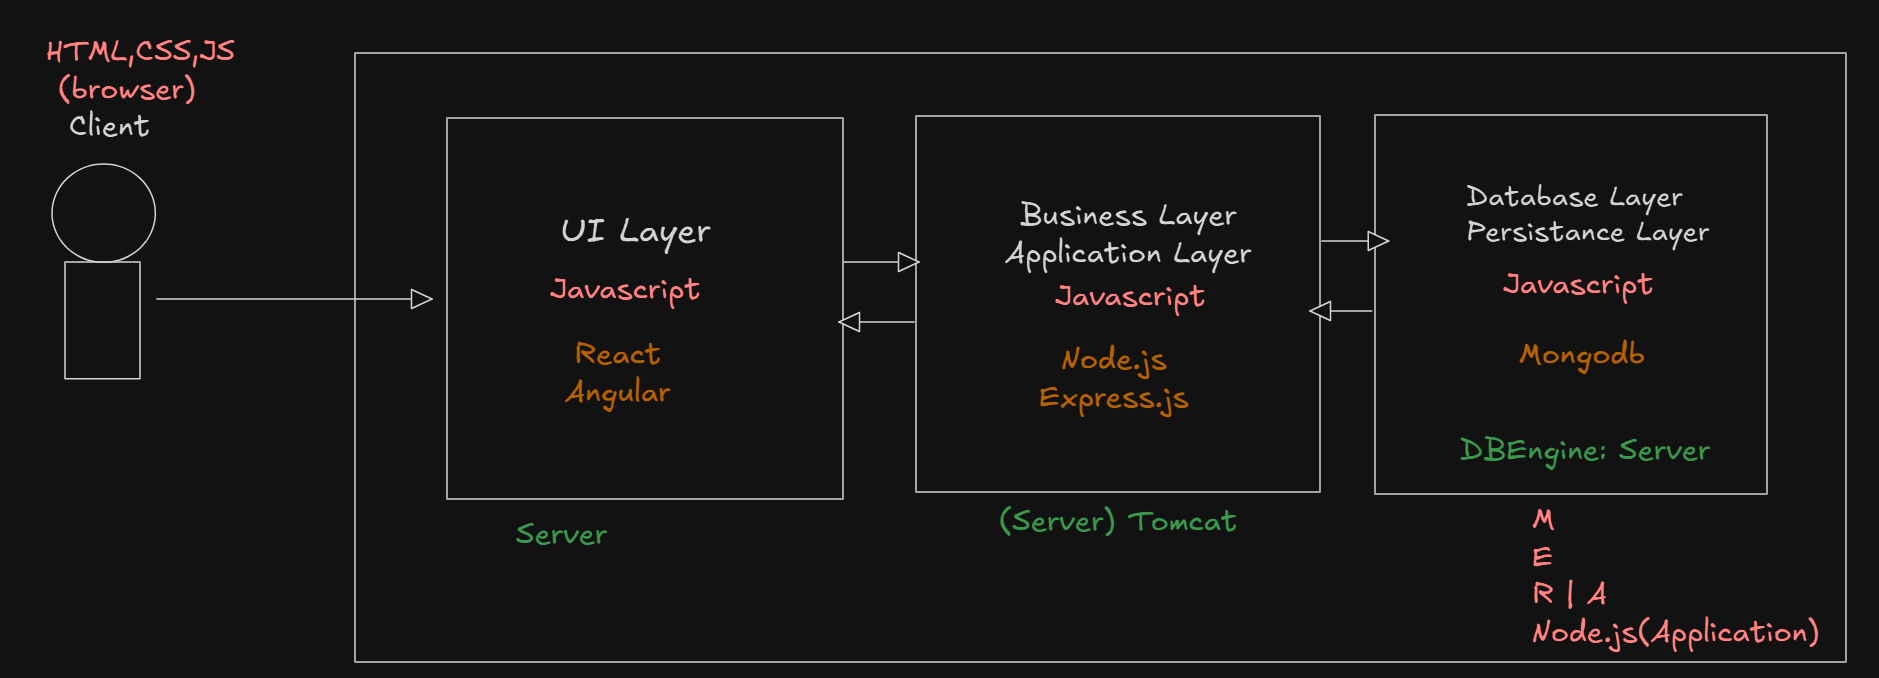 HTML,CSS,JS
(browser)
Client
UI Layer
Javascript
React
Angular
Server
Business Layer
Application Layer
Javascript
Node.js
Express.js
(Server) Tomcat
Database Layer
Persistance Layer
Javascript
Mongodb
DBEngine: Server
M
E
R | A
Node.js(Application)